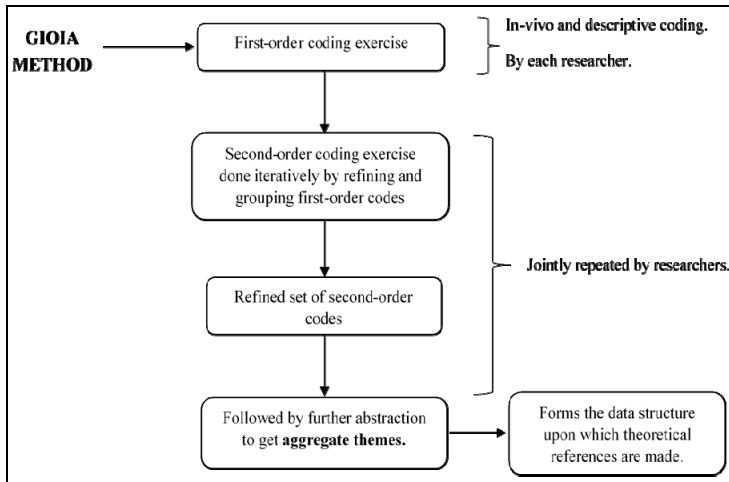 GIOIA
METHOD
First-order coding exercise
In-vivo and descriptive coding.
By each researcher.
Second-order coding exercise
done iteratively by refining and
grouping first-order codes
Jointly repeated by researchers.
Refined set of second-order
codes
Followed by further abstraction
to get aggregate themes.
Forms the data structure
upon which theoretical
references are made.